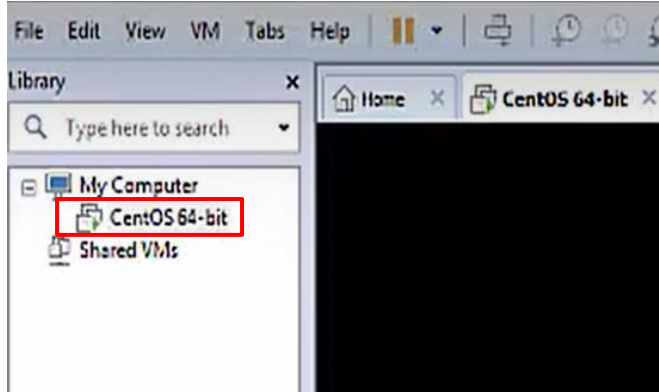 File Edit View VM Tabs Help
Library
Home CentOS 64-bit
Type here to search
My Computer
CentOS 64-bit
Shared VMs